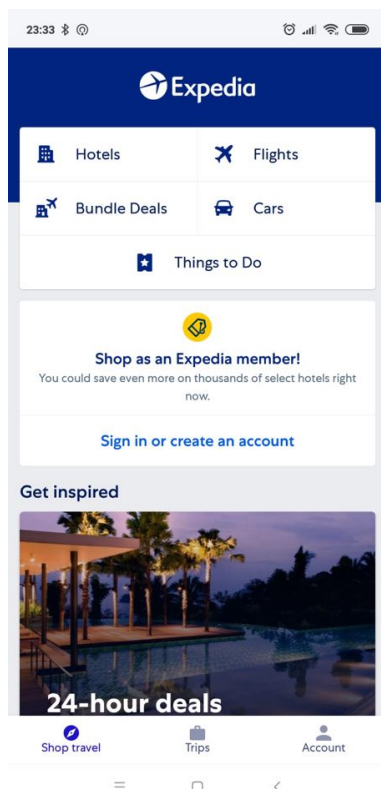 23:33
Expedia
Hotels
Flights
Bundle Deals
Cars
Things to Do
Shop as an Expedia member!
You could save even more on thousands of select hotels right
now.
Sign in or create an account
Get inspired
24-hour deals
Shop travel
Trips
Account